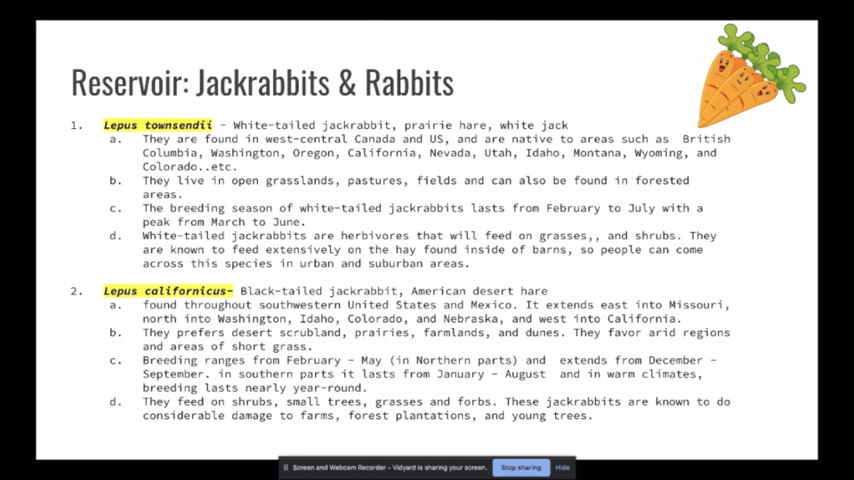 Reservoir: Jackrabbits & Rabbits
1. Lepus townsendii - White-tailed jackrabbit, prairie hare, white jack
a. They are found in west-central Canada and US, and are native to areas such as British
Columbia, Washington, Oregon, California, Nevada, Utah, Idaho, Montana, Wyoming, and
Colorado..etc.
b. They live in open grasslands, pastures, fields and can also be found in forested
areas.
c. The breeding season of white-tailed jackrabbits lasts from February to July with a
peak from March to June.
d. White-tailed jackrabbits are herbivores that will feed on grasses,, and shrubs. They
are known to feed extensively on the hay found inside of barns, so people can come
across this species in urban and suburban areas.
2. Lepus californicus- Black-tailed jackrabbit, American desert hare
a. found throughout southwestern United States and Mexico. It extends east into Missouri,
north into Washington, Idaho, Colorado, and Nebraska, and west into California.
b. They prefers desert scrubland, prairies, farmlands, and dunes. They favor arid regions
and areas of short grass.
c. Breeding ranges from February - May (in Northern parts) and extends from December -
September. in southern parts it lasts from January - August and in warm climates,
breeding lasts nearly year-round.
d. They feed on shrubs, small trees, grasses and forbs. These jackrabbits are known to do
considerable damage to farms, forest plantations, and young trees.
Screen and Webcam Recorder - Vidyard is sharing your screen. Stop sharing Hide